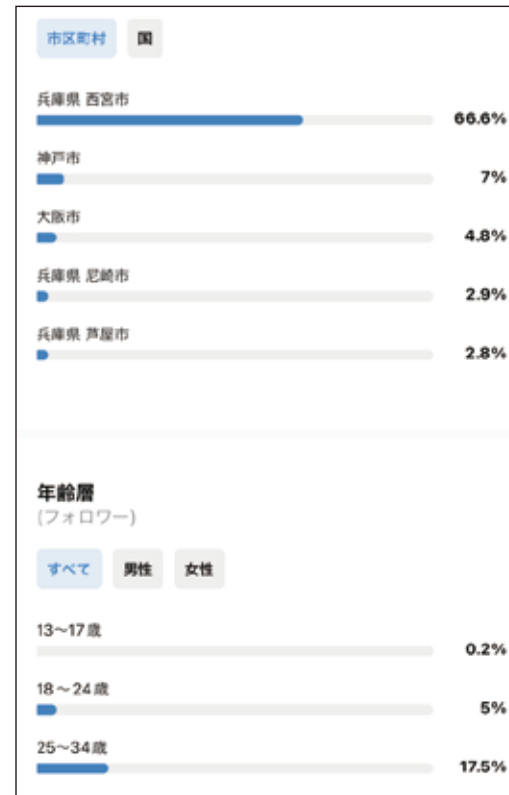 市区町村 国
兵庫県 西宮市
66.6%
神戸市
7%
大阪市
4.8%
兵庫県 尼崎市
2.9%
兵庫県 芦屋市
2.8%
年齢層
(フォロワー)
すべて 男性 女性
13〜17歳
0.2%
18〜24歳
5%
25〜34歳
17.5%